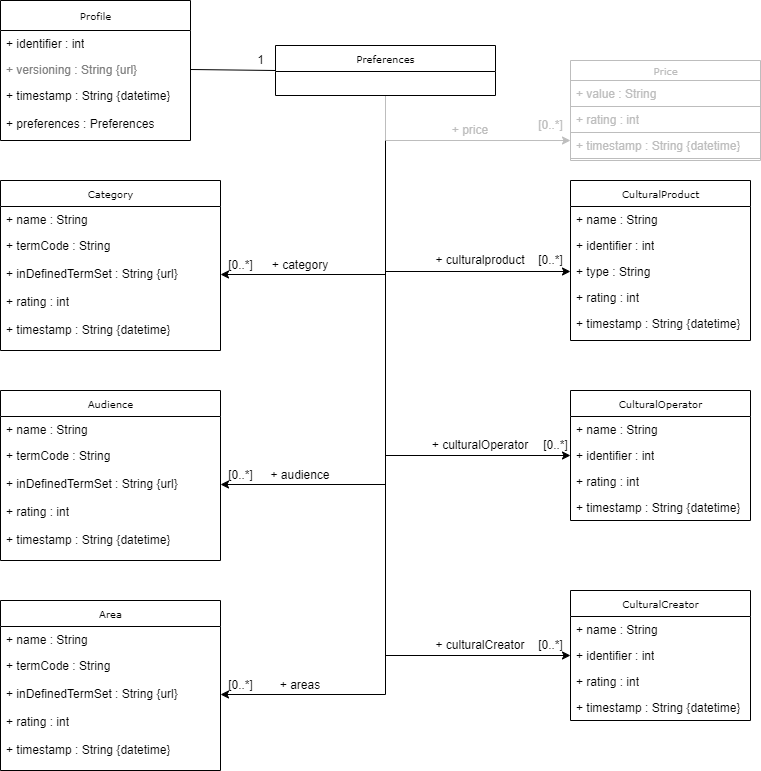 Profile
+ identifier : int
+ versioning : String {url}
+ timestamp : String {datetime}
+ preferences : Preferences
1
Preferences
Price
+ value : String
+ rating : int
+ timestamp : String {datetime}
+ price
[0..*]
Category
+ name : String
+ termCode : String
+ inDefinedTermSet : String {url}
+ rating : int
+ timestamp : String {datetime}
[0..*]
+ category
+ culturalproduct
[0..*]
CulturalProduct
+ name : String
+ identifier : int
+ type : String
+ rating : int
+ timestamp : String {datetime}
Audience
+ name : String
+ termCode : String
+ inDefinedTermSet : String {url}
+ rating : int
+ timestamp : String {datetime}
[0..*]
+ audience
+ culturalOperator
[0..*]
CulturalOperator
+ name : String
+ identifier : int
+ rating : int
+ timestamp : String {datetime}
Area
+ name : String
+ termCode : String
+ inDefinedTermSet : String {url}
+ rating : int
+ timestamp : String {datetime}
[0..*]
+ areas
+ culturalCreator
[0..*]
CulturalCreator
+ name : String
+ identifier : int
+ rating : int
+ timestamp : String {datetime}